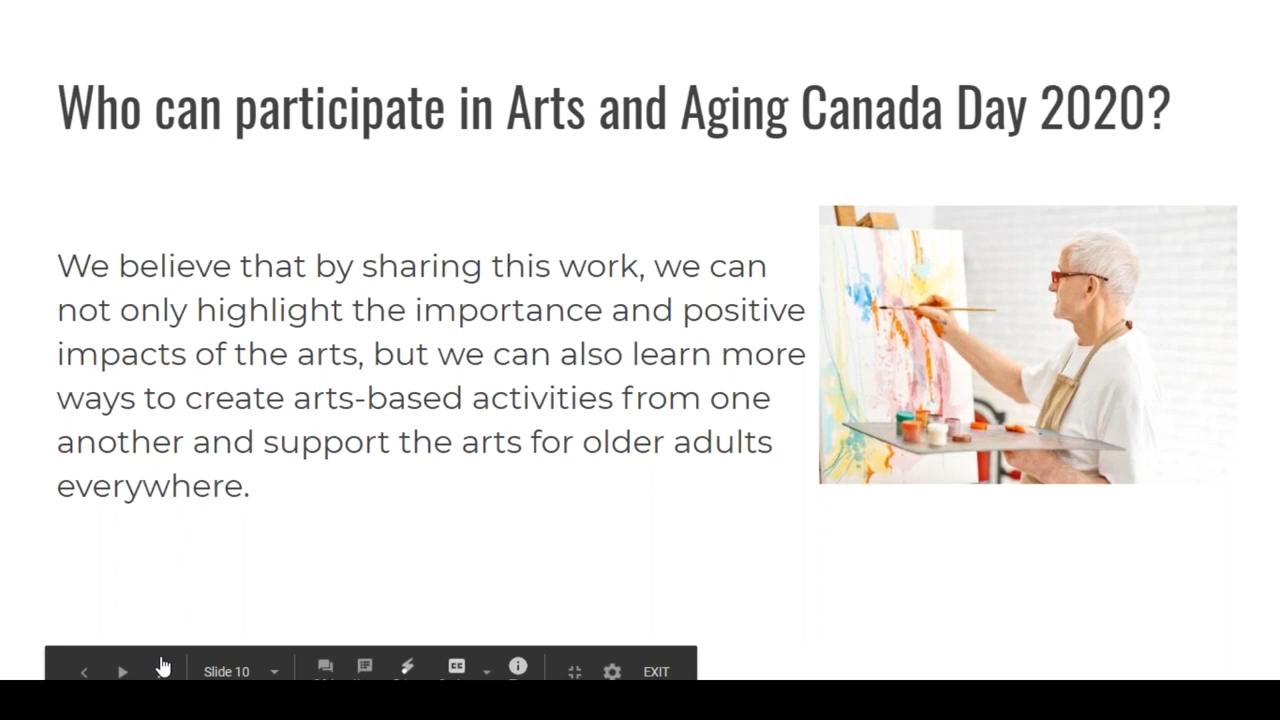 Who can participate in Arts and Aging Canada Day 2020?
We believe that by sharing this work, we can
not only highlight the importance and positive
impacts of the arts, but we can also learn more
ways to create arts-based activities from one
another and support the arts for older adults
everywhere.
Slide 10
CC
EXIT